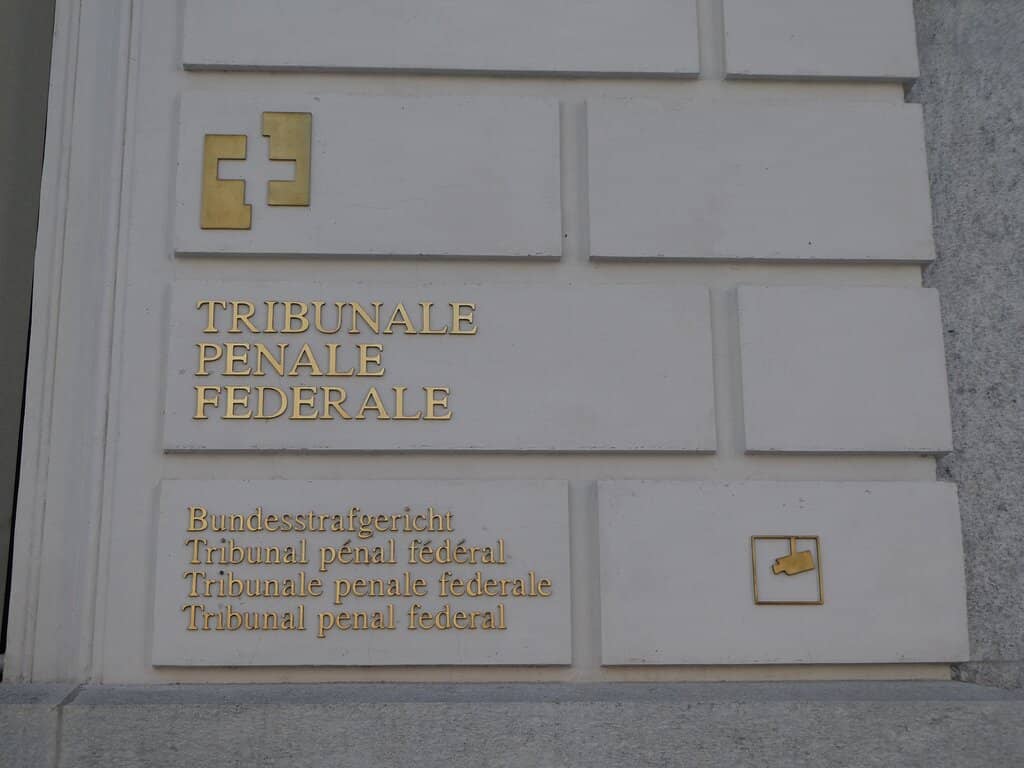 TRIBUNALE
PENALE
FEDERALE
Bundesstrafgericht
Tribunal pénal fédéral
Tribunale penale federale
Tribunal penal federal